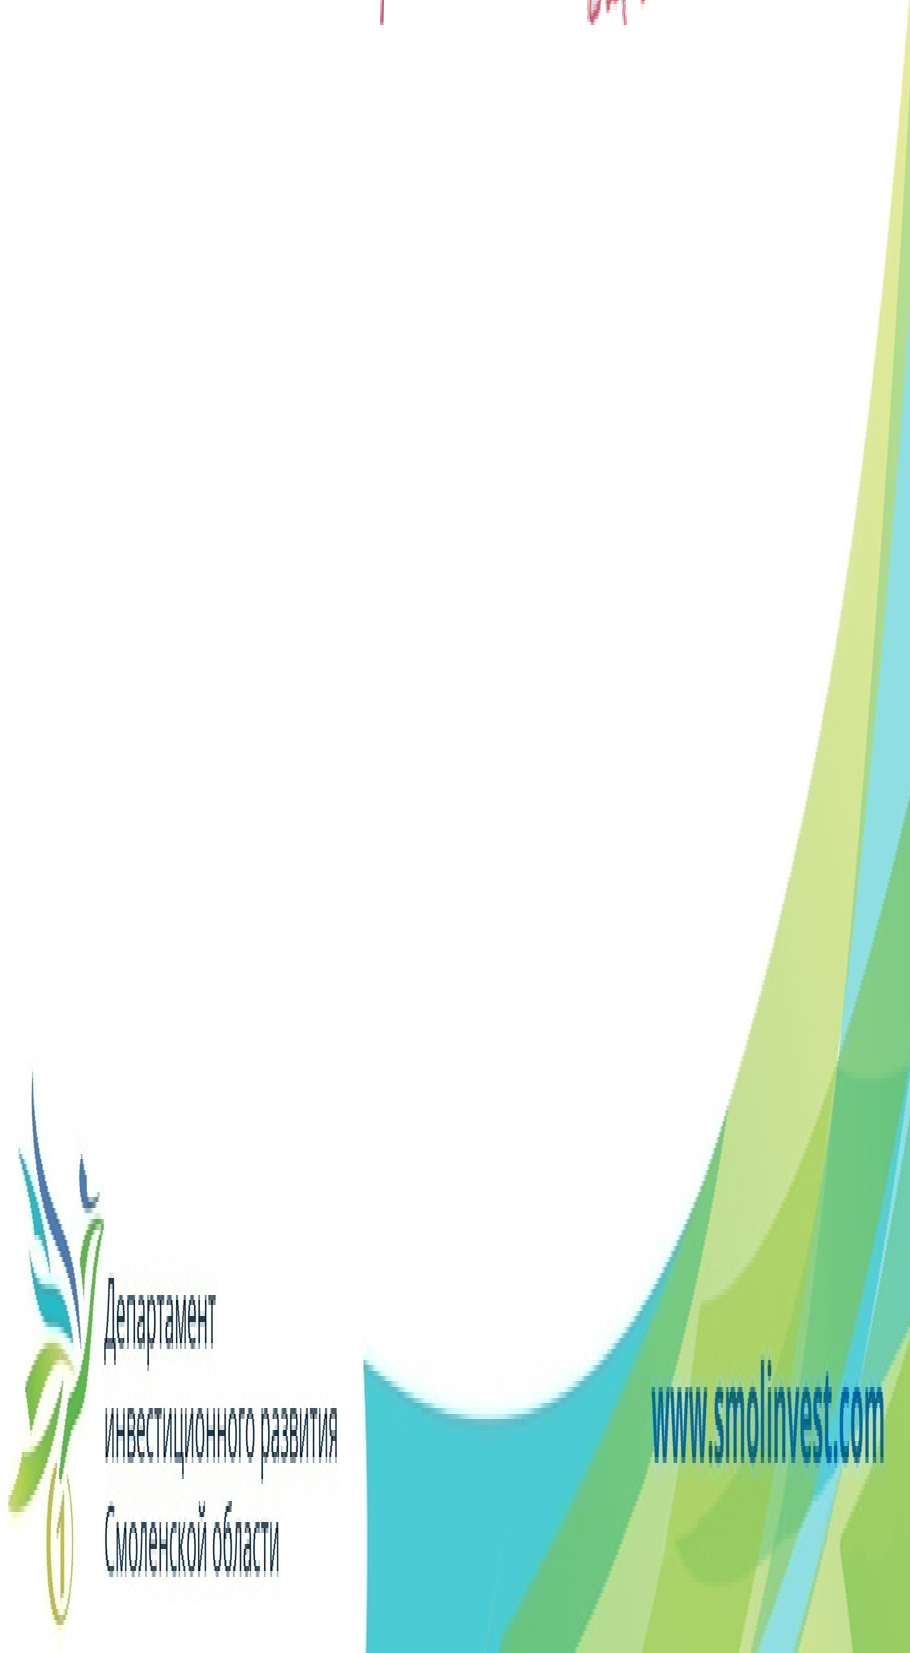 Департамент
инвестиционного развития
Смоленской области
www.smolinvest.com